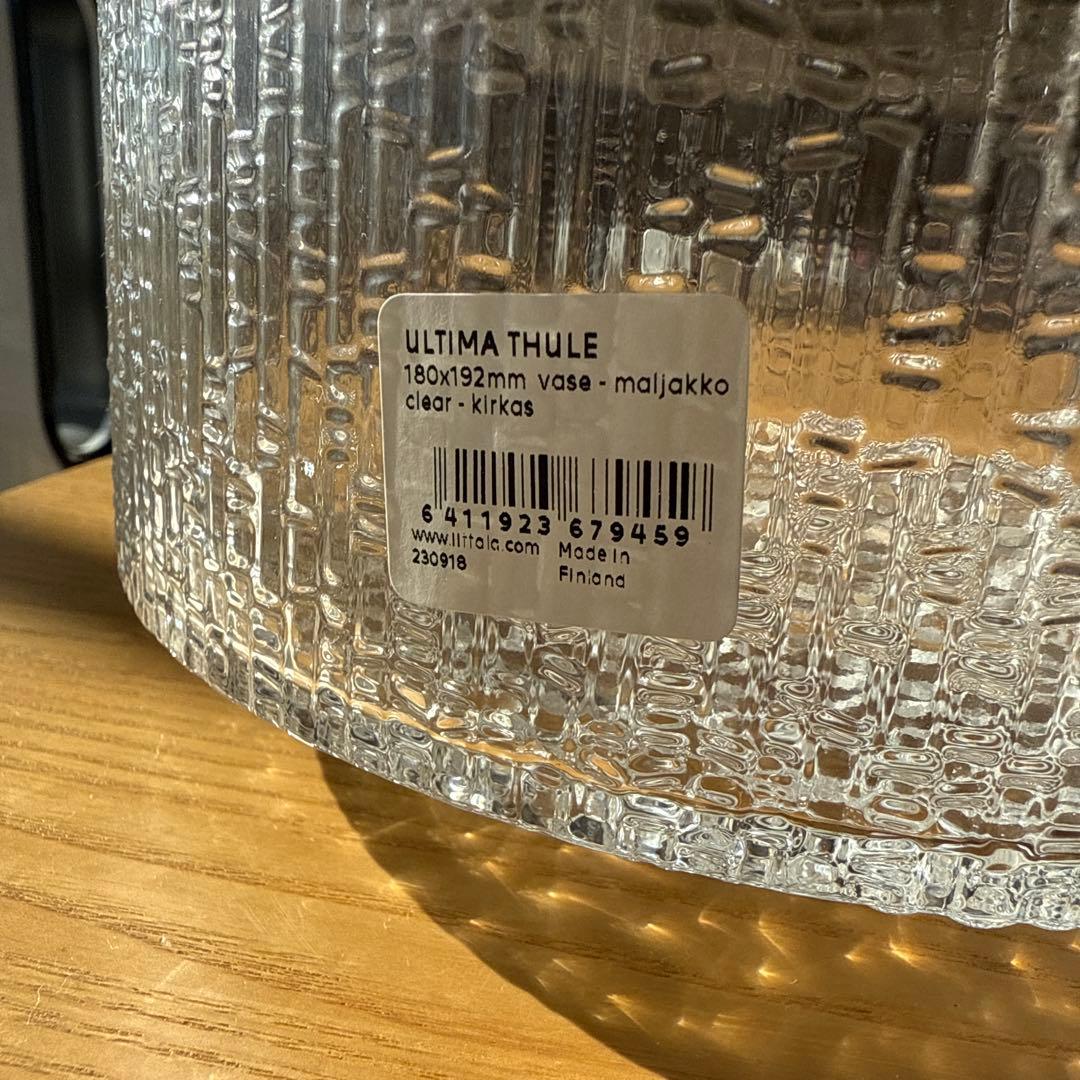 ULTIMA THULE
180x192mm vase - maljakko
clear - kirkas
6 411923 679459
www.iittala.com Made in
230918 Finland